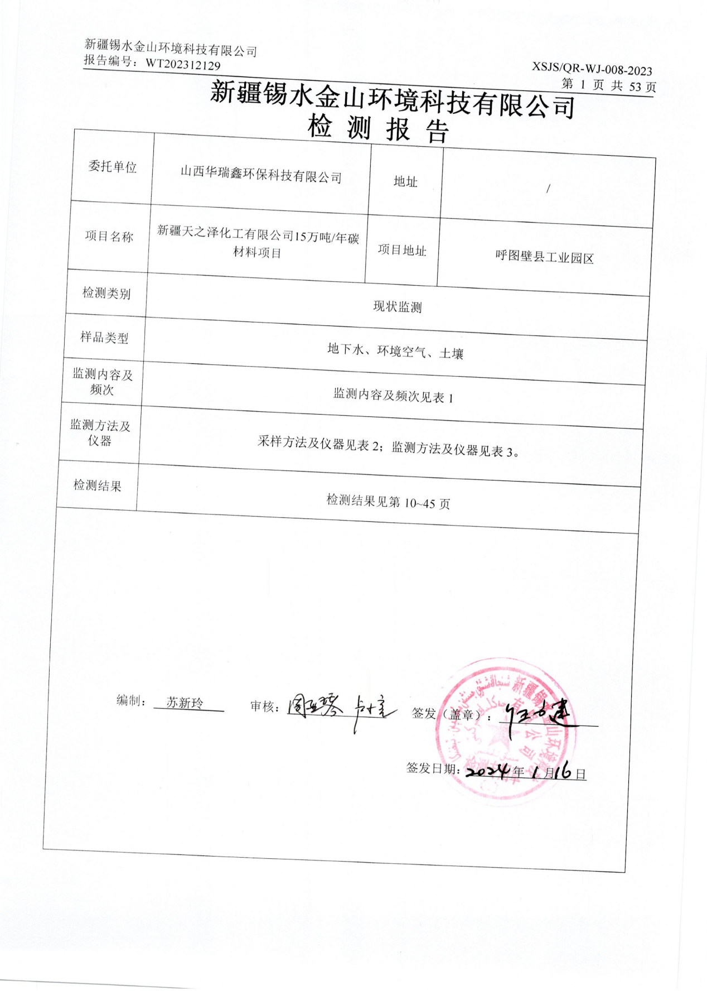 新疆锡水金山环境科技有限公司
报告编号：WT202312129
XSJS/QR-WJ-008-2023
第 1 页 共 53 页
新疆锡水金山环境科技有限公司
检 测 报 告
委托单位
山西华瑞鑫环保科技有限公司
地址
/
项目名称
新疆天之泽化工有限公司15万吨/年碳
材料项目
项目地址
呼图壁县工业园区
检测类别
现状监测
样品类型
地下水、环境空气、土壤
监测内容及
频次
监测内容及频次见表 1
监测方法及
仪器
采样方法及仪器见表 2；监测方法及仪器见表 3。
检测结果
检测结果见第 10~45 页
编制： 苏新玲
审核：周亚琴
签发（盖章）：
签发日期：2024年1月16日